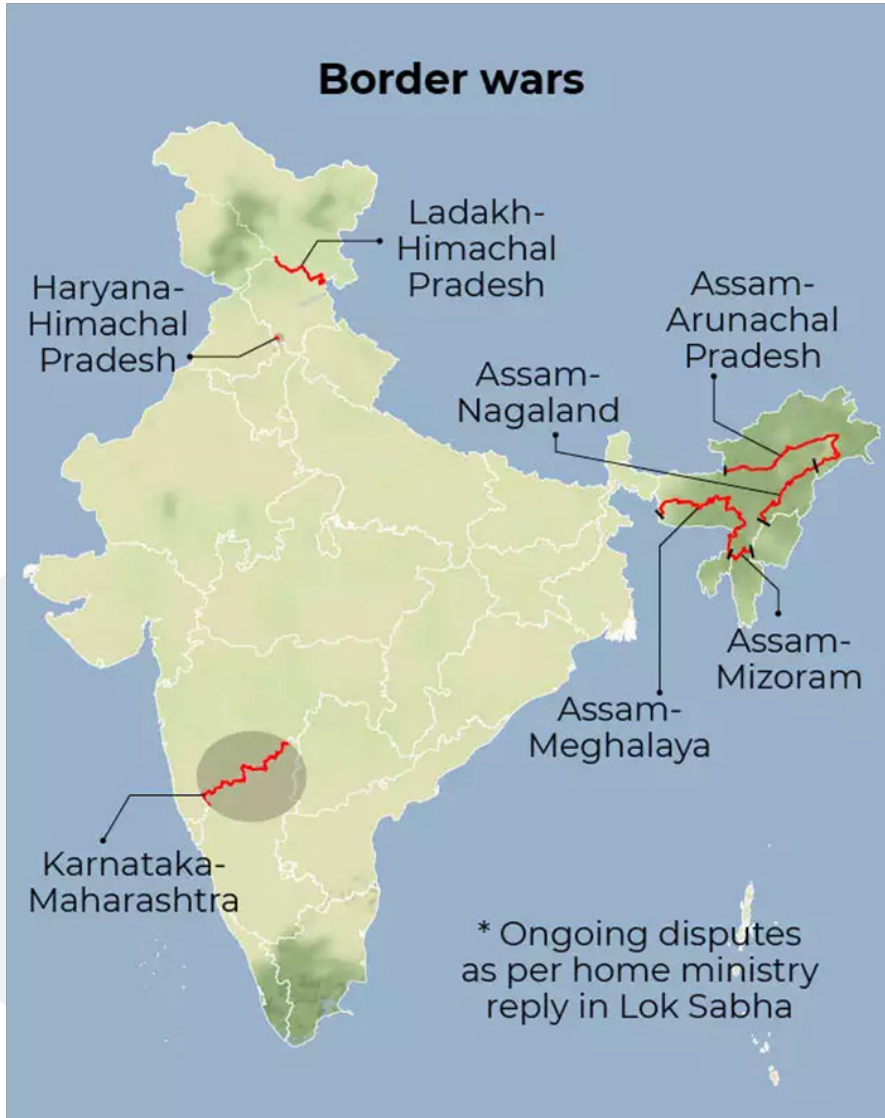 Border wars
Ladakh-
Himachal
Pradesh
Haryana-
Himachal
Pradesh
Assam-
Arunachal
Pradesh
Assam-
Nagaland
Assam-
Mizoram
Assam-
Meghalaya
Karnataka-
Maharashtra
* Ongoing disputes
as per home ministry
reply in Lok Sabha